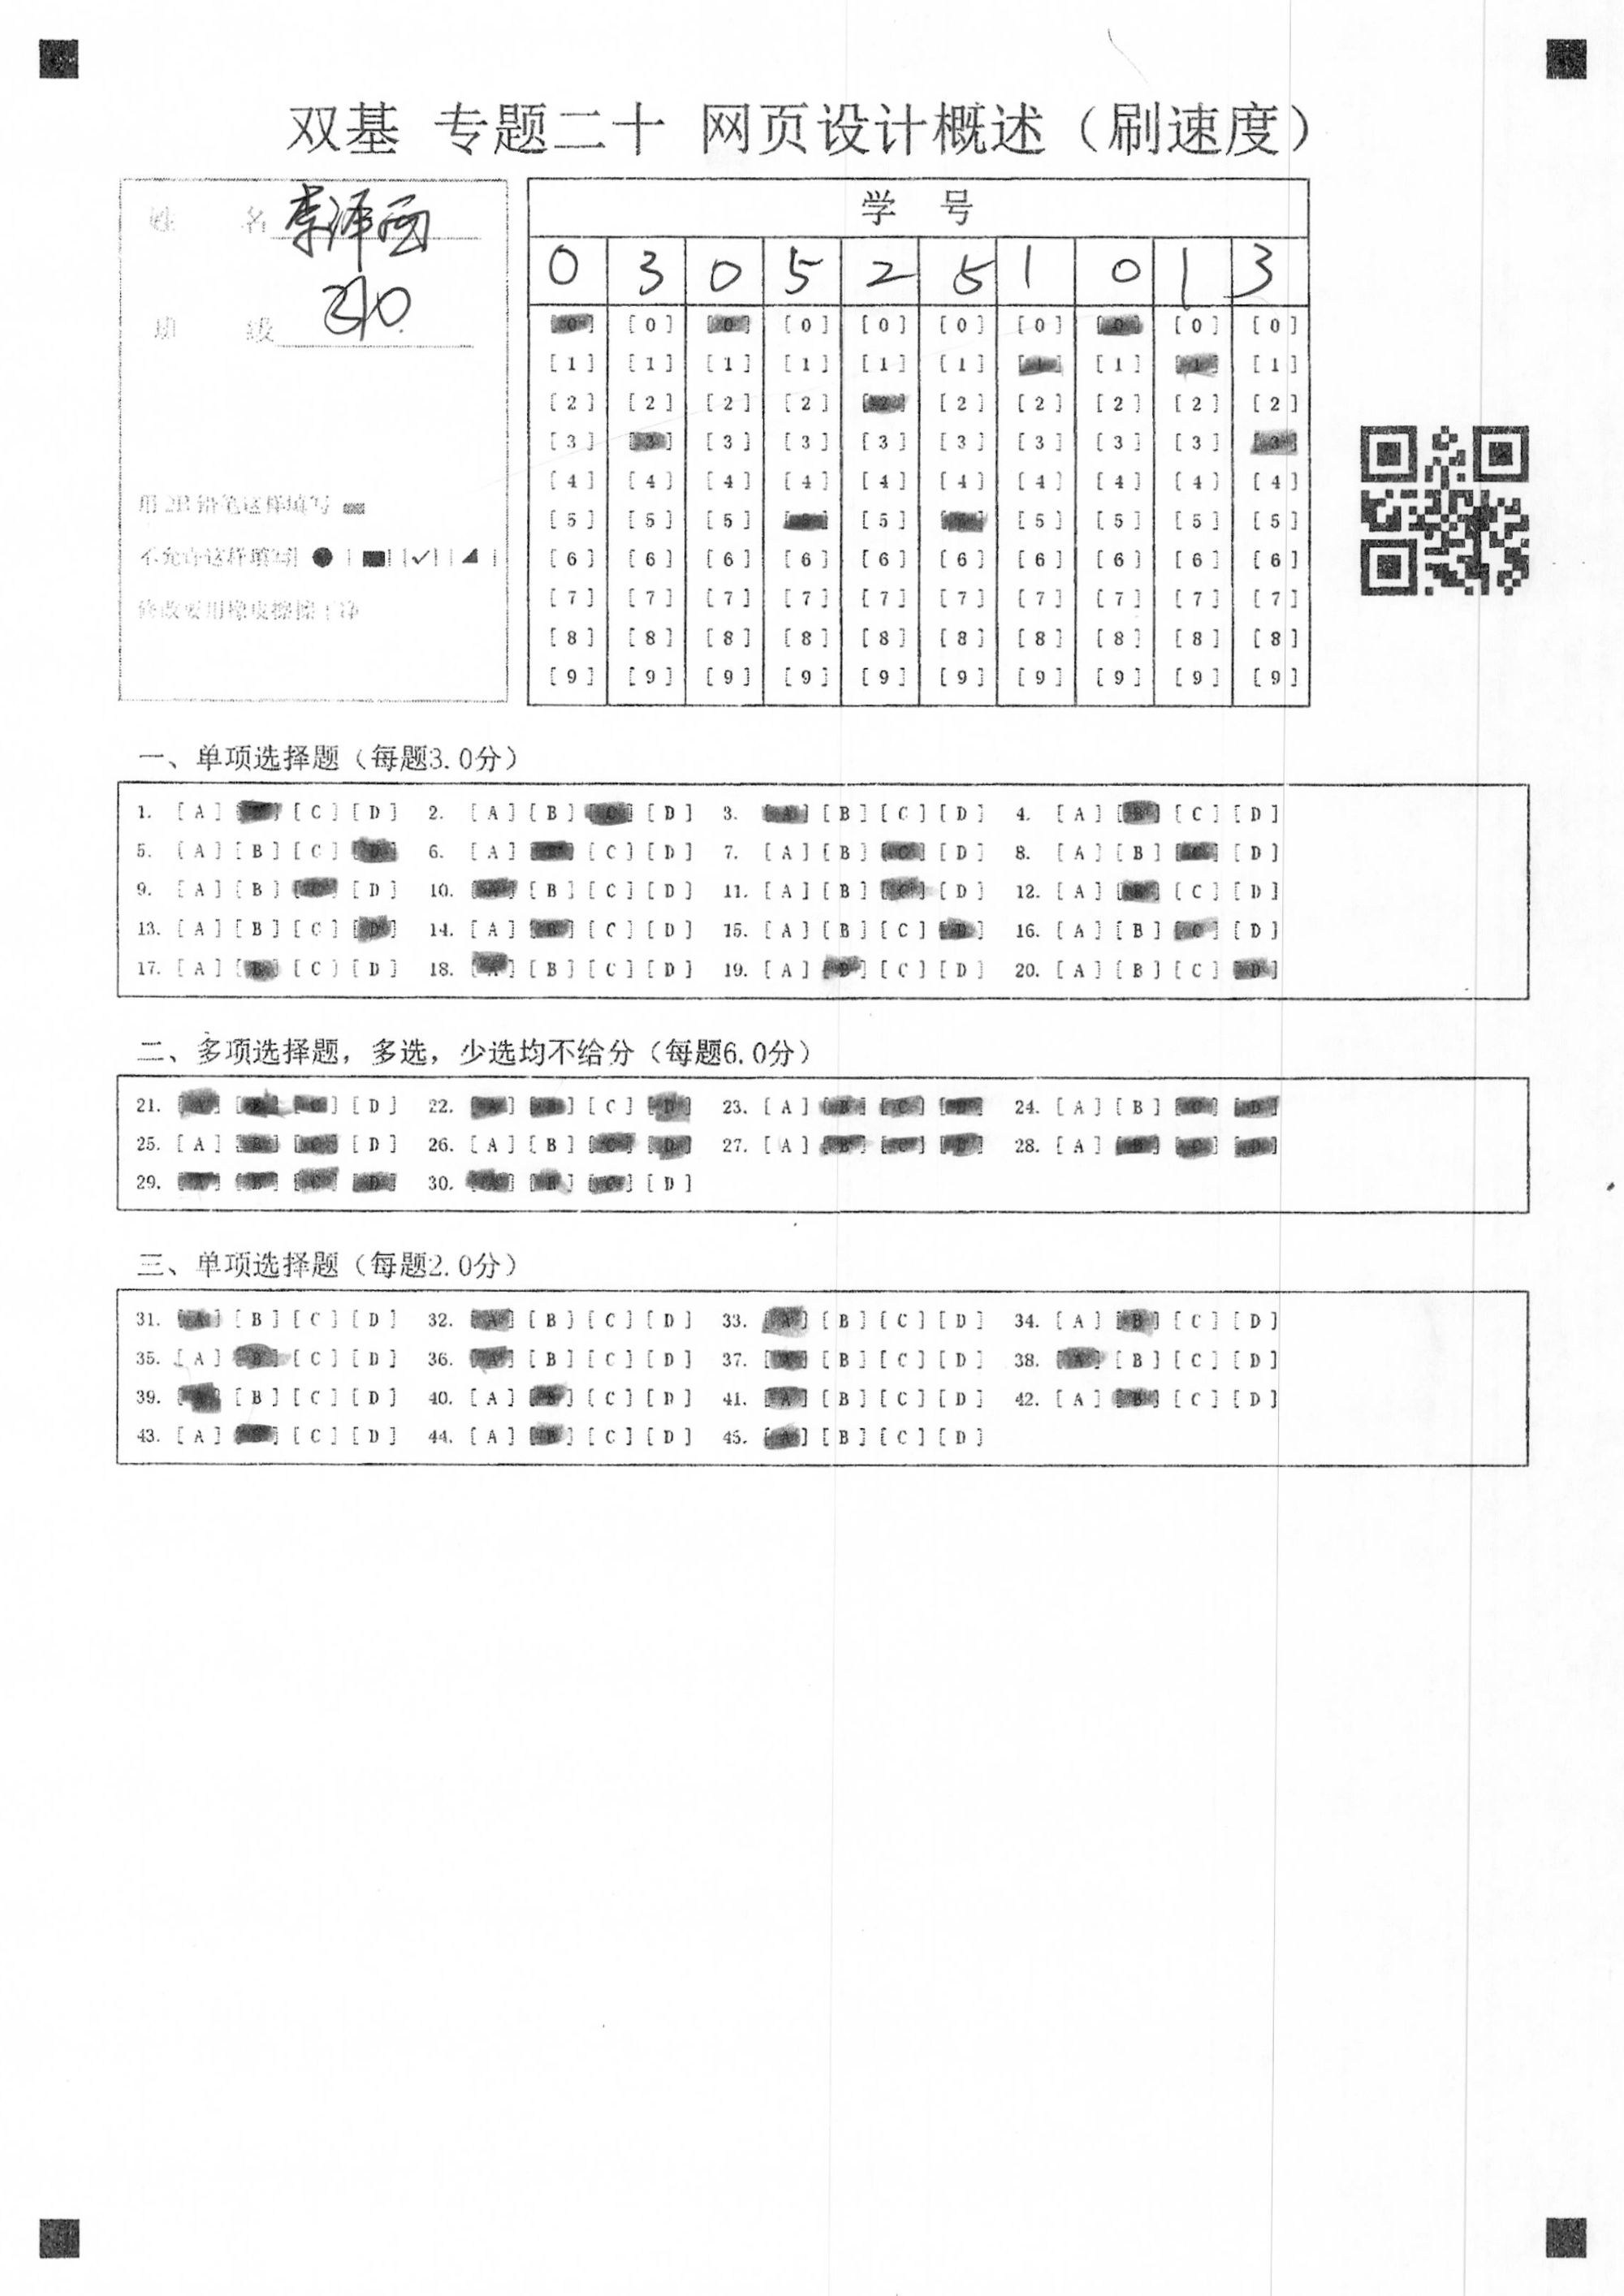 双基 专题二十 网页设计概述（刷速度）
姓 名 李泽西
班 级 310
用2B铅笔这样填写
不允许这样填写
修改要用橡皮擦擦干净
学 号
0 3 0 5 2 5 1 0 1 3
[0] [0] [0] [0] [0] [0] [0] [0] [0] [0]
[1] [1] [1] [1] [1] [1] [1] [1] [1] [1]
[2] [2] [2] [2] [2] [2] [2] [2] [2] [2]
[3] [3] [3] [3] [3] [3] [3] [3] [3] [3]
[4] [4] [4] [4] [4] [4] [4] [4] [4] [4]
[5] [5] [5] [5] [5] [5] [5] [5] [5] [5]
[6] [6] [6] [6] [6] [6] [6] [6] [6] [6]
[7] [7] [7] [7] [7] [7] [7] [7] [7] [7]
[8] [8] [8] [8] [8] [8] [8] [8] [8] [8]
[9] [9] [9] [9] [9] [9] [9] [9] [9] [9]
一、单项选择题（每题3.0分）
1. [A] [B] [C] [D] 2. [A] [B] [C] [D] 3. [A] [B] [C] [D] 4. [A] [B] [C] [D]
5. [A] [B] [C] [D] 6. [A] [B] [C] [D] 7. [A] [B] [C] [D] 8. [A] [B] [C] [D]
9. [A] [B] [C] [D] 10. [A] [B] [C] [D] 11. [A] [B] [C] [D] 12. [A] [B] [C] [D]
13. [A] [B] [C] [D] 14. [A] [B] [C] [D] 15. [A] [B] [C] [D] 16. [A] [B] [C] [D]
17. [A] [B] [C] [D] 18. [A] [B] [C] [D] 19. [A] [B] [C] [D] 20. [A] [B] [C] [D]
二、多项选择题，多选，少选均不给分（每题6.0分）
21. [A] [B] [C] [D] 22. [A] [B] [C] [D] 23. [A] [B] [C] [D] 24. [A] [B] [C] [D]
25. [A] [B] [C] [D] 26. [A] [B] [C] [D] 27. [A] [B] [C] [D] 28. [A] [B] [C] [D]
29. [A] [B] [C] [D] 30. [A] [B] [C] [D]
三、单项选择题（每题2.0分）
31. [A] [B] [C] [D] 32. [A] [B] [C] [D] 33. [A] [B] [C] [D] 34. [A] [B] [C] [D]
35. [A] [B] [C] [D] 36. [A] [B] [C] [D] 37. [A] [B] [C] [D] 38. [A] [B] [C] [D]
39. [A] [B] [C] [D] 40. [A] [B] [C] [D] 41. [A] [B] [C] [D] 42. [A] [B] [C] [D]
43. [A] [B] [C] [D] 44. [A] [B] [C] [D] 45. [A] [B] [C] [D]